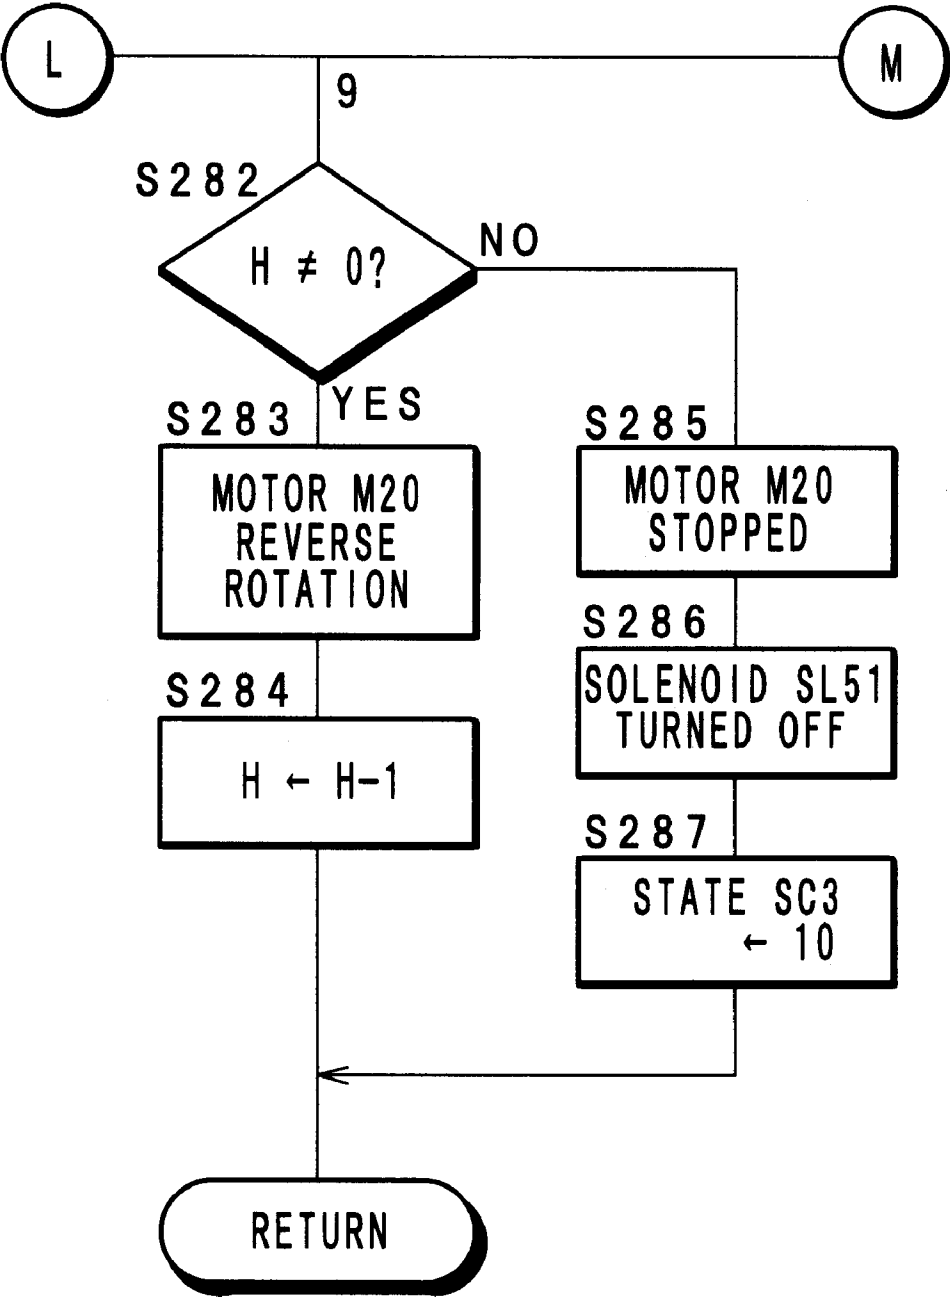 L
M
9
S282
H ≠ 0?
NO
YES
S283
MOTOR M20
REVERSE
ROTATION
S284
H ← H-1
S285
MOTOR M20
STOPPED
S286
SOLENOID SL51
TURNED OFF
S287
STATE SC3
← 10
RETURN